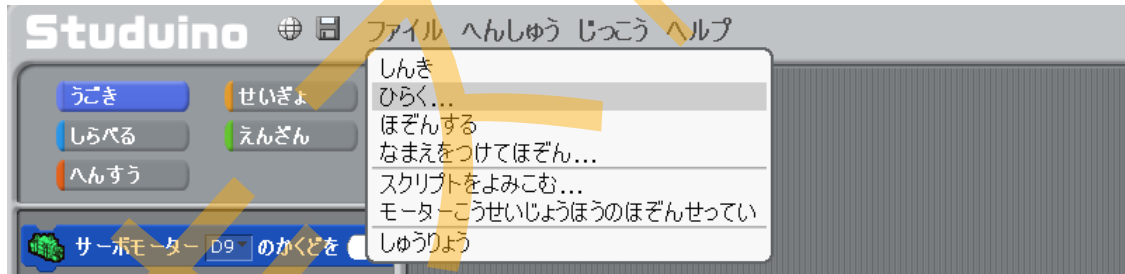 Studuino ファイル へんしゅう じっこう ヘルプ
しんき
ひらく...
ほぞんする
なまえをつけてほぞん...
スクリプトをよみこむ...
モーターこうせいじょうほうのほぞんせってい
しゅうりょう
うごき せいぎょ
しらべる えんざん
へんすう
サーボモーター D9 のかくどを